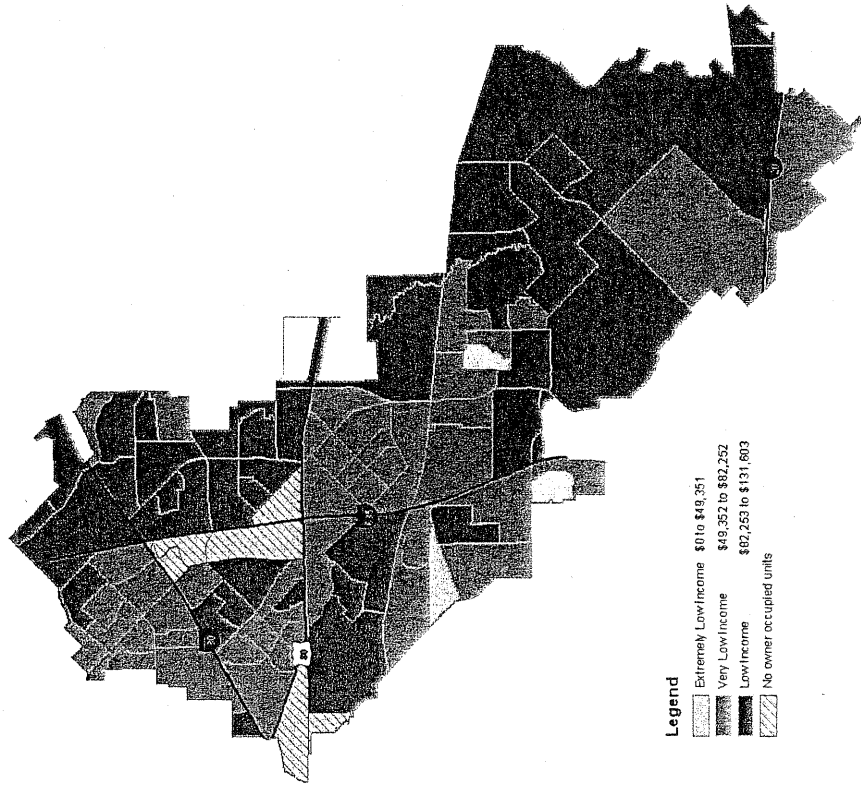 Legend
Extremely Low Income $0 to $49,351
Very Low Income $49,352 to $82,252
Low Income $82,253 to $131,603
No owner occupied units
80